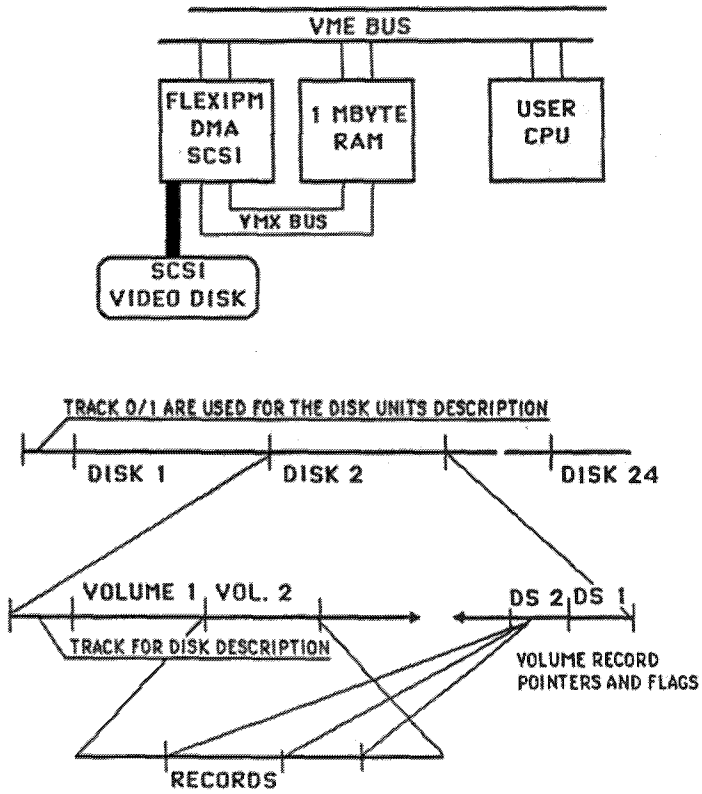 VME BUS
FLEXIPM
DMA
SCSI
1 MBYTE
RAM
USER
CPU
VMX BUS
SCSI
VIDEO DISK
TRACK 0/1 ARE USED FOR THE DISK UNITS DESCRIPTION
DISK 1
DISK 2
DISK 24
VOLUME 1
VOL. 2
DS 2
DS 1
TRACK FOR DISK DESCRIPTION
VOLUME RECORD
POINTERS AND FLAGS
RECORDS